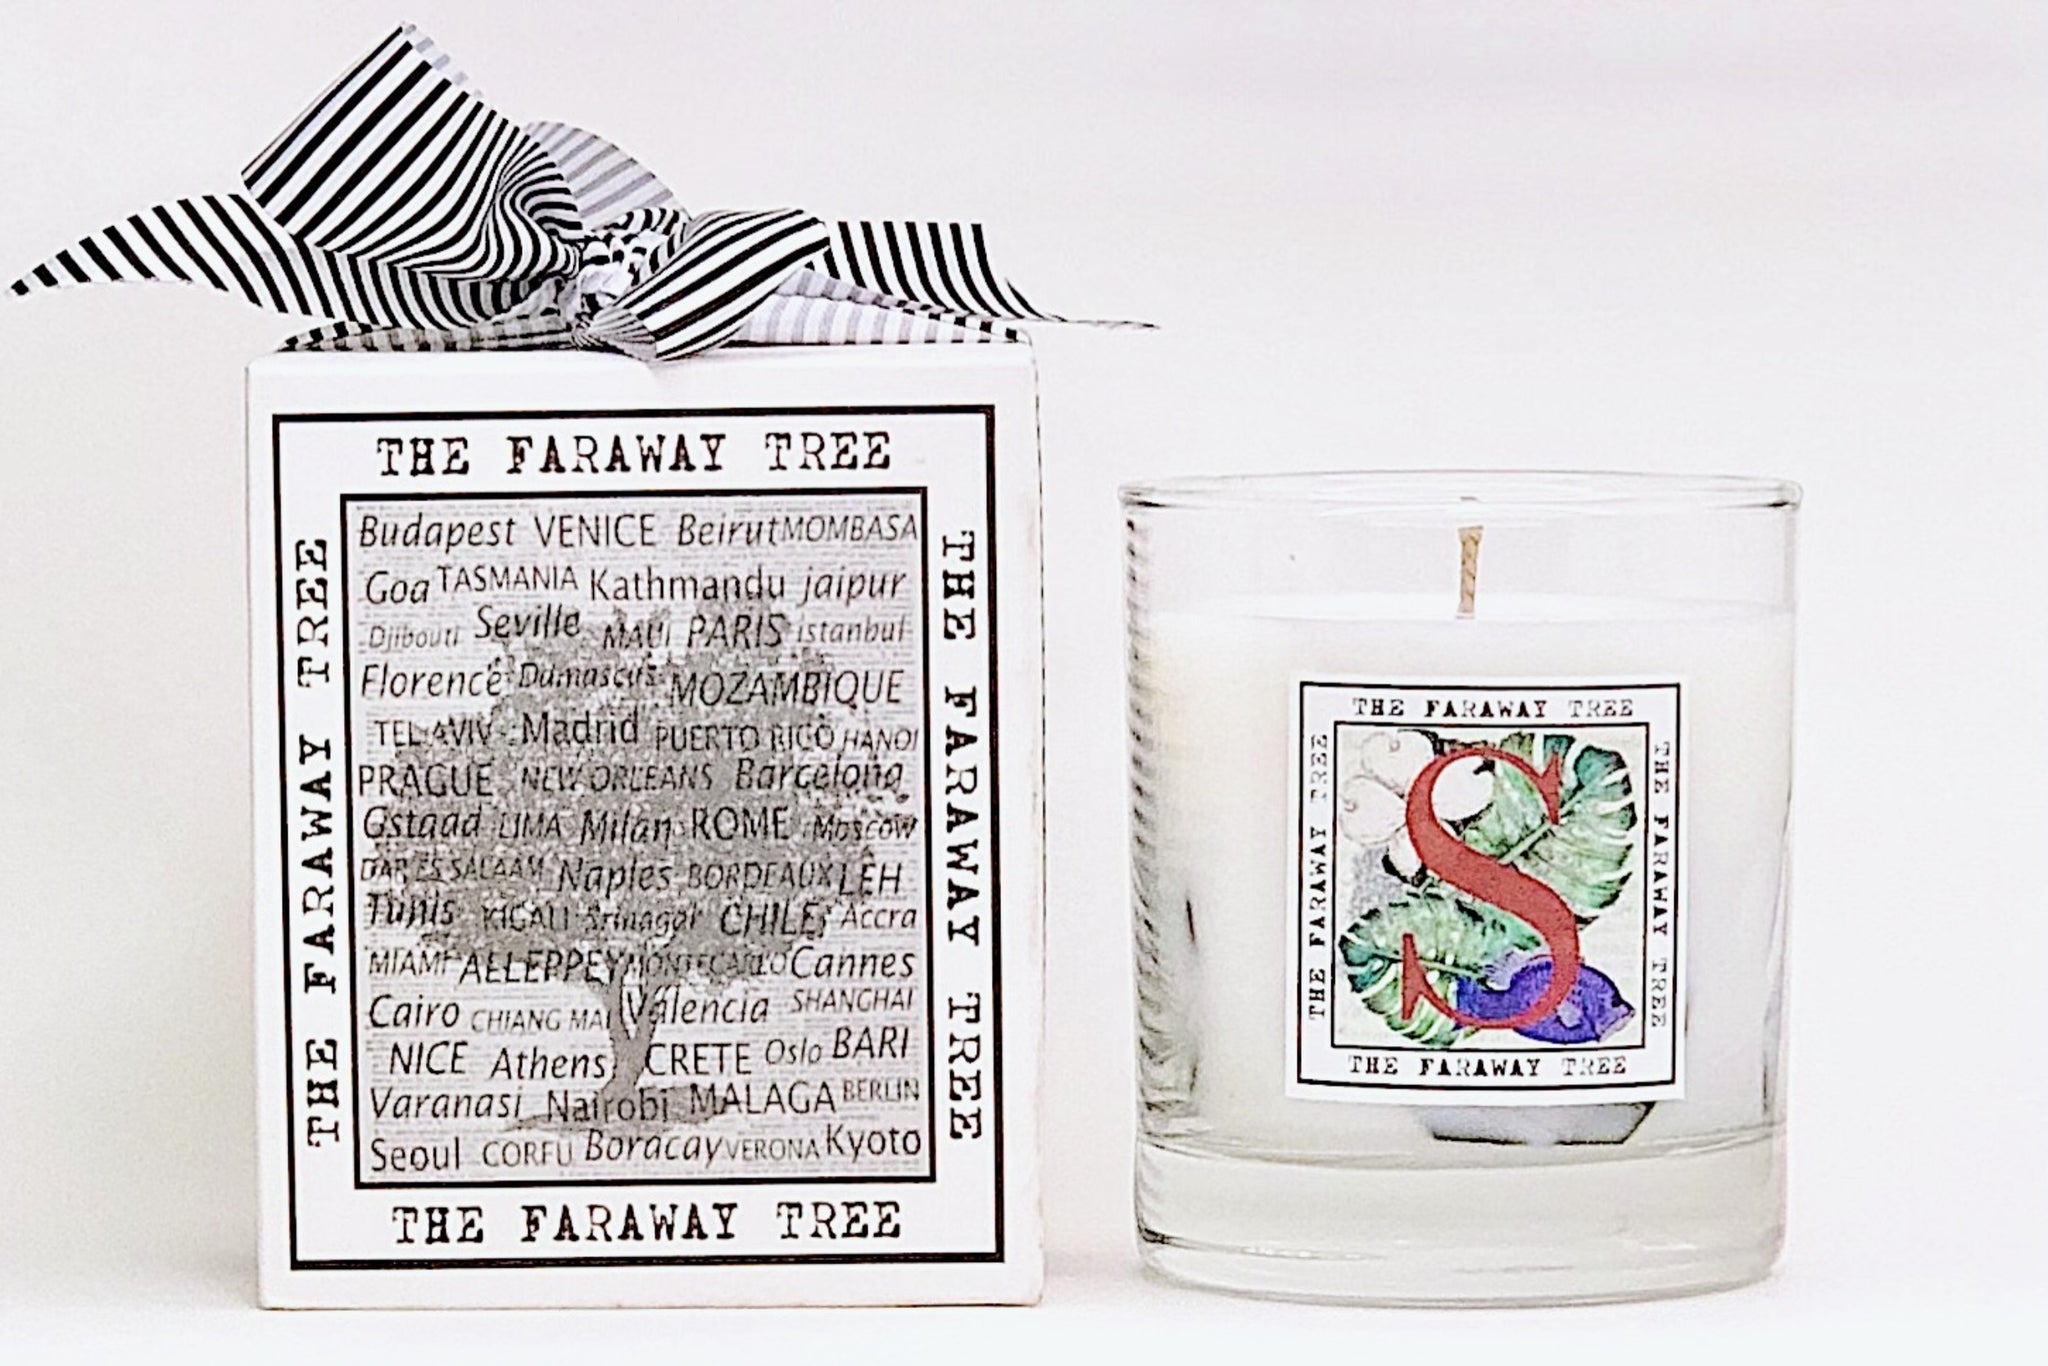 THE FARAWAY TREE
THE FARAWAY TREE
Budapest VENICE Beirut MOMBASA
Goa TASMANIA Kathmandu jaipur
Djibouti Seville MAUI PARIS istanbul
Florence Damascus MOZAMBIQUE
TEL AVIV Madrid PUERTO RICO HANOI
PRAGUE NEW ORLEANS Barcelona
Gstaad LIMA Milan ROME Moscow
DAR ES SALAAM Naples BORDEAUX LEH
Tunis KIGALI Srinagar CHILE Accra
MIAMI ALLEPPEY MONTECARLO Cannes
Cairo CHIANG MAI Valencia SHANGHAI
NICE Athens CRETE Oslo BARI
Varanasi Nairobi MALAGA BERLIN
Seoul CORFU Boracay VERONA Kyoto
THE FARAWAY TREE
THE FARAWAY TREE
THE FARAWAY TREE
THE FARAWAY TREE
S
THE FARAWAY TREE
THE FARAWAY TREE